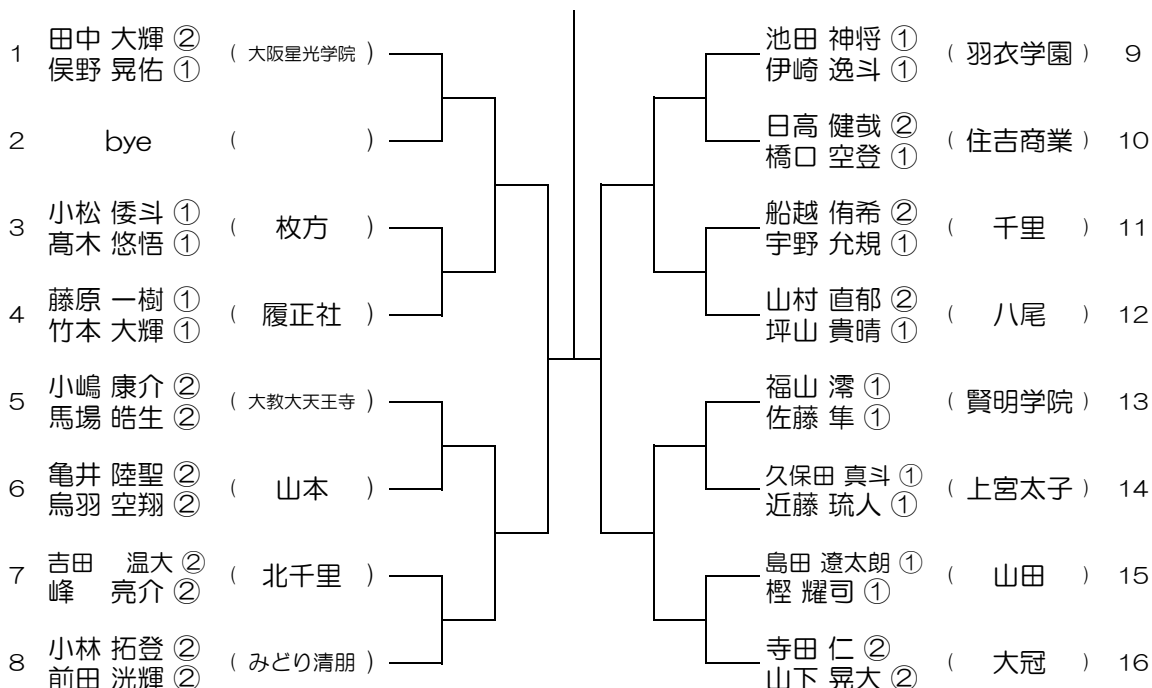 1 田中 大輝 ② ( 大阪星光学院 )
俣野 晃佑 ①
2 bye ( )
3 小松 倭斗 ① ( 枚方 )
髙木 悠悟 ①
4 藤原 一樹 ① ( 履正社 )
竹本 大輝 ①
5 小嶋 康介 ② ( 大教大天王寺 )
馬場 皓生 ②
6 亀井 陸聖 ② ( 山本 )
烏羽 空翔 ②
7 吉田 温大 ② ( 北千里 )
峰 亮介 ②
8 小林 拓登 ② ( みどり清朋 )
前田 洸輝 ②
池田 神将 ① ( 羽衣学園 ) 9
伊崎 逸斗 ①
日高 健哉 ② ( 住吉商業 ) 10
橋口 空登 ①
船越 侑希 ② ( 千里 ) 11
宇野 允規 ①
山村 直郁 ② ( 八尾 ) 12
坪山 貴晴 ①
福山 澪 ① ( 賢明学院 ) 13
佐藤 隼 ①
久保田 真斗 ① ( 上宮太子 ) 14
近藤 琉人 ①
島田 遼太朗 ① ( 山田 ) 15
樫 耀司 ①
寺田 仁 ② ( 大冠 ) 16
山下 晃大 ②